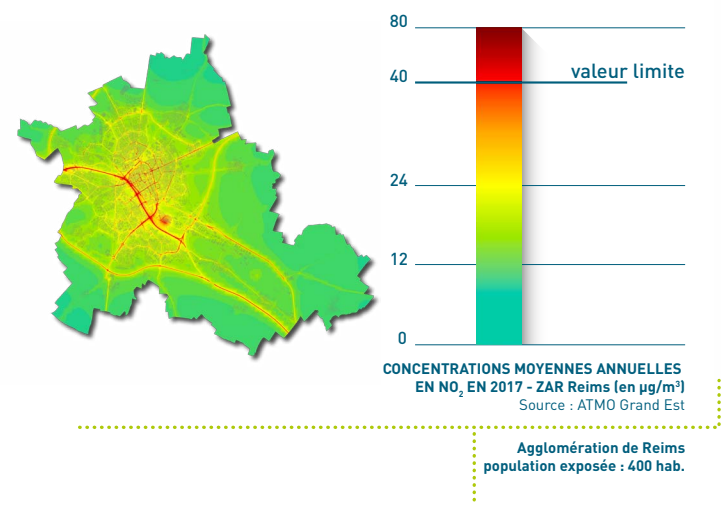 80
valeur limite
40
24
12
0
CONCENTRATIONS MOYENNES ANNUELLES
EN NO₂ EN 2017 - ZAR Reims (en µg/m³)
Source : ATMO Grand Est
Agglomération de Reims
population exposée : 400 hab.